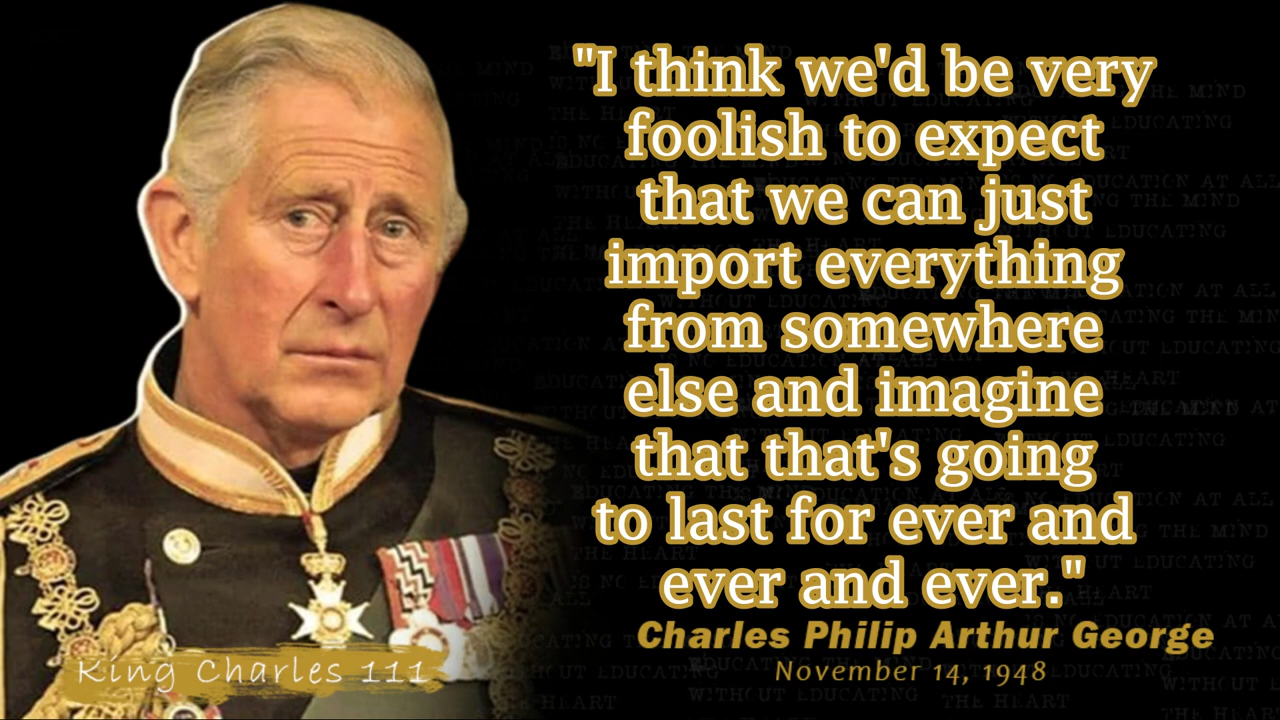 "I think we'd be very
foolish to expect
that we can just
import everything
from somewhere
else and imagine
that that's going
to last for ever and
ever and ever."
Charles Philip Arthur George
November 14, 1948
King Charles 111